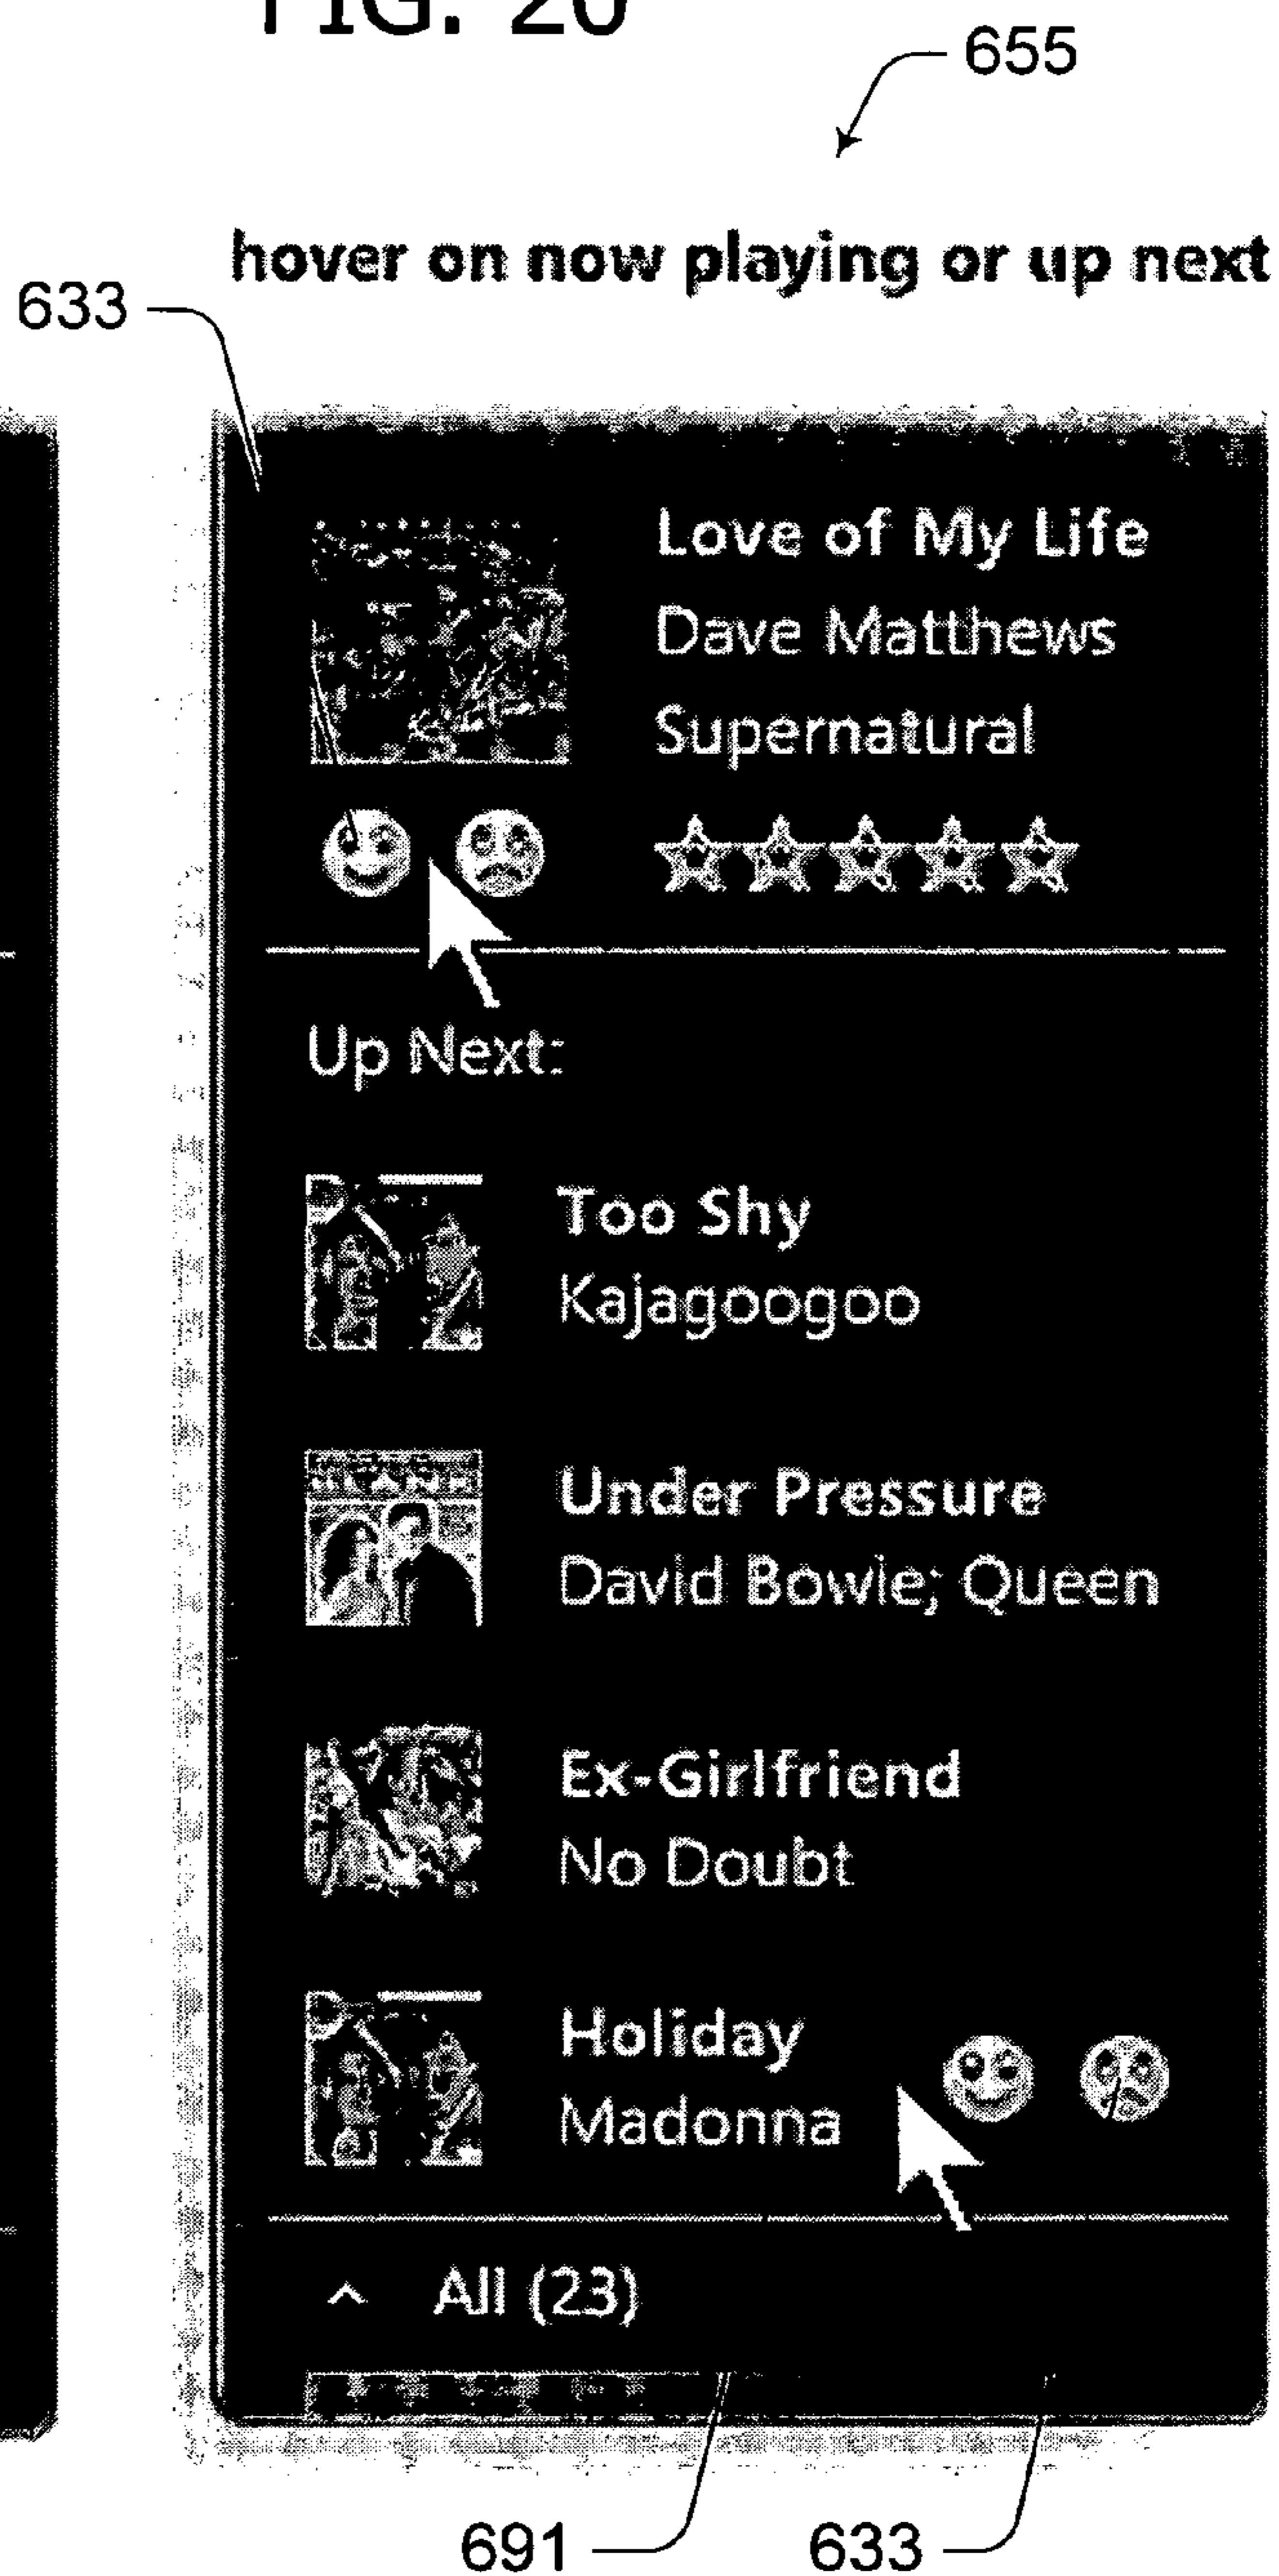 FIG. 20
655
hover on now playing or up next
633
Love of My Life
Dave Matthews
Supernatural
Up Next:
Too Shy
Kajagoogoo
Under Pressure
David Bowie; Queen
Ex-Girlfriend
No Doubt
Holiday
Madonna
^ All (23)
691
633